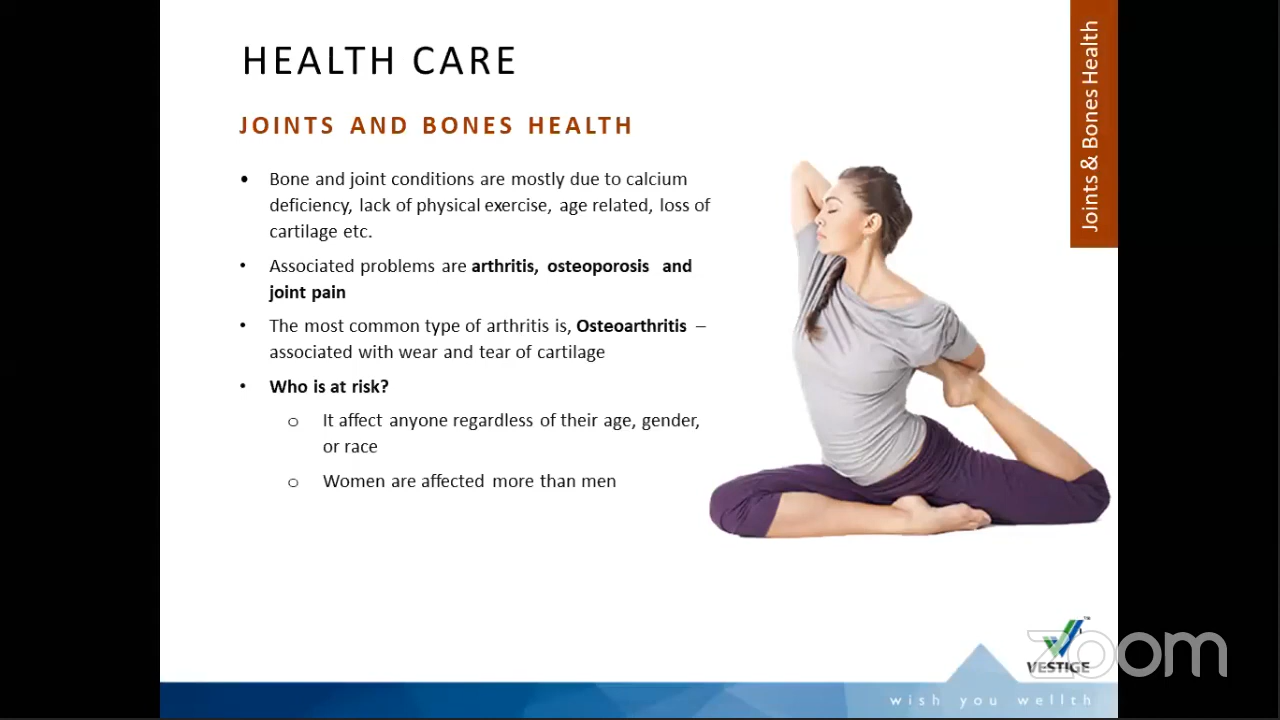 HEALTH CARE
JOINTS AND BONES HEALTH
• Bone and joint conditions are mostly due to calcium
deficiency, lack of physical exercise, age related, loss of
cartilage etc.
• Associated problems are arthritis, osteoporosis and
joint pain
• The most common type of arthritis is, Osteoarthritis –
associated with wear and tear of cartilage
• Who is at risk?
o It affect anyone regardless of their age, gender,
or race
o Women are affected more than men
Joints & Bones Health
VESTIGE
zoom
wish you wellth